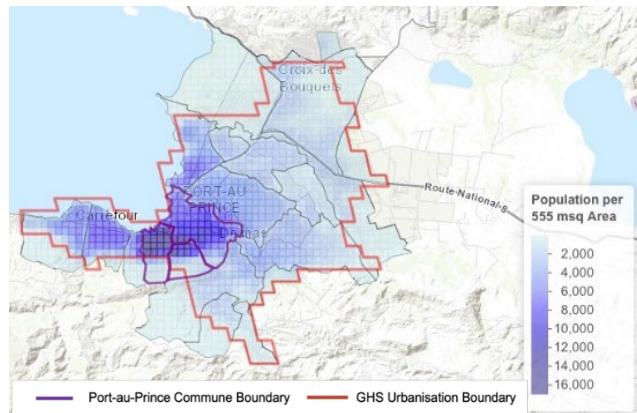 Croix-des
Bouquets
PORT-AU
PRINCE
Carrefour
Delmas
Route-National-8
Population per
555 msq Area
2,000
4,000
6,000
8,000
10,000
12,000
14,000
16,000
Port-au-Prince Commune Boundary
GHS Urbanisation Boundary